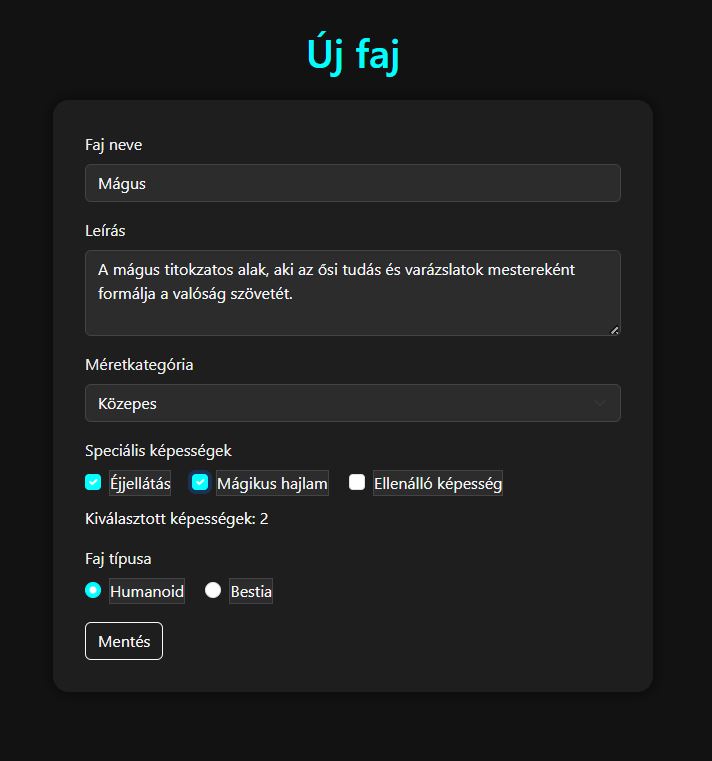 Új faj
Faj neve
Mágus
Leírás
A mágus titokzatos alak, aki az ősi tudás és varázslatok mestereként
formálja a valóság szövetét.
Méretkategória
Közepes
Speciális képességek
Éjjellátás Mágikus hajlam Ellenálló képesség
Kiválasztott képességek: 2
Faj típusa
Humanoid Bestia
Mentés